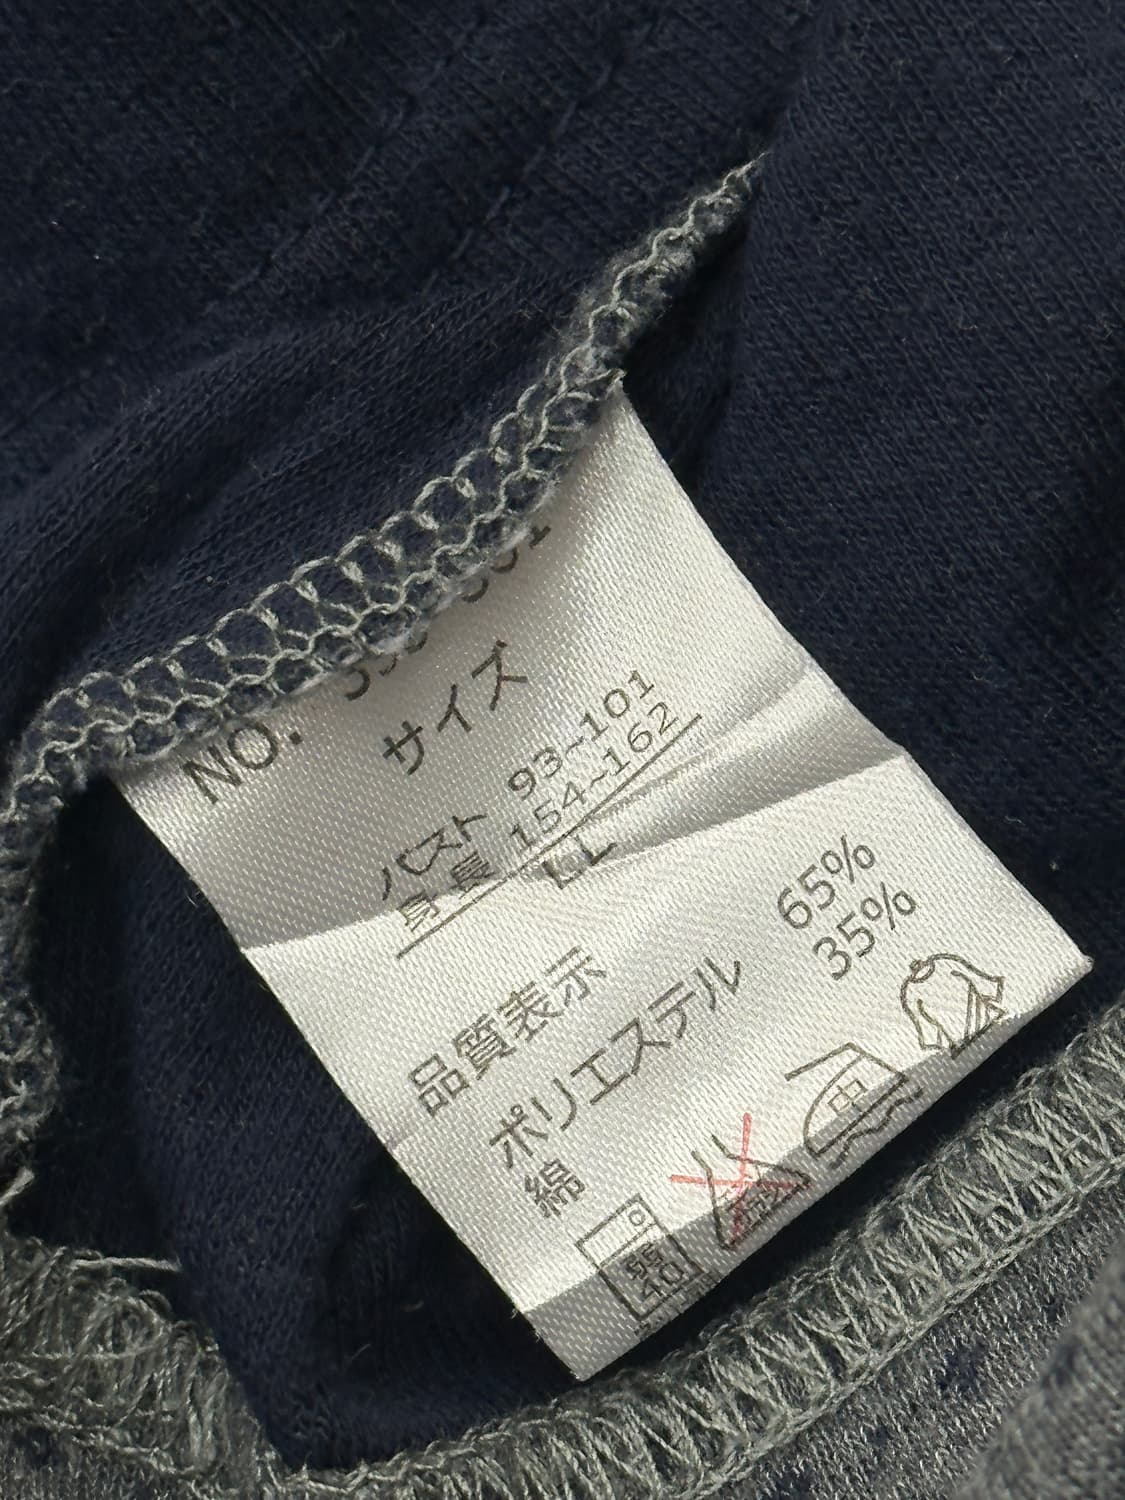 NO.
サイズ
バスト 93~101
身長 154~162
LL
品質表示
ポリエステル 65%
綿 35%
弱
40
中